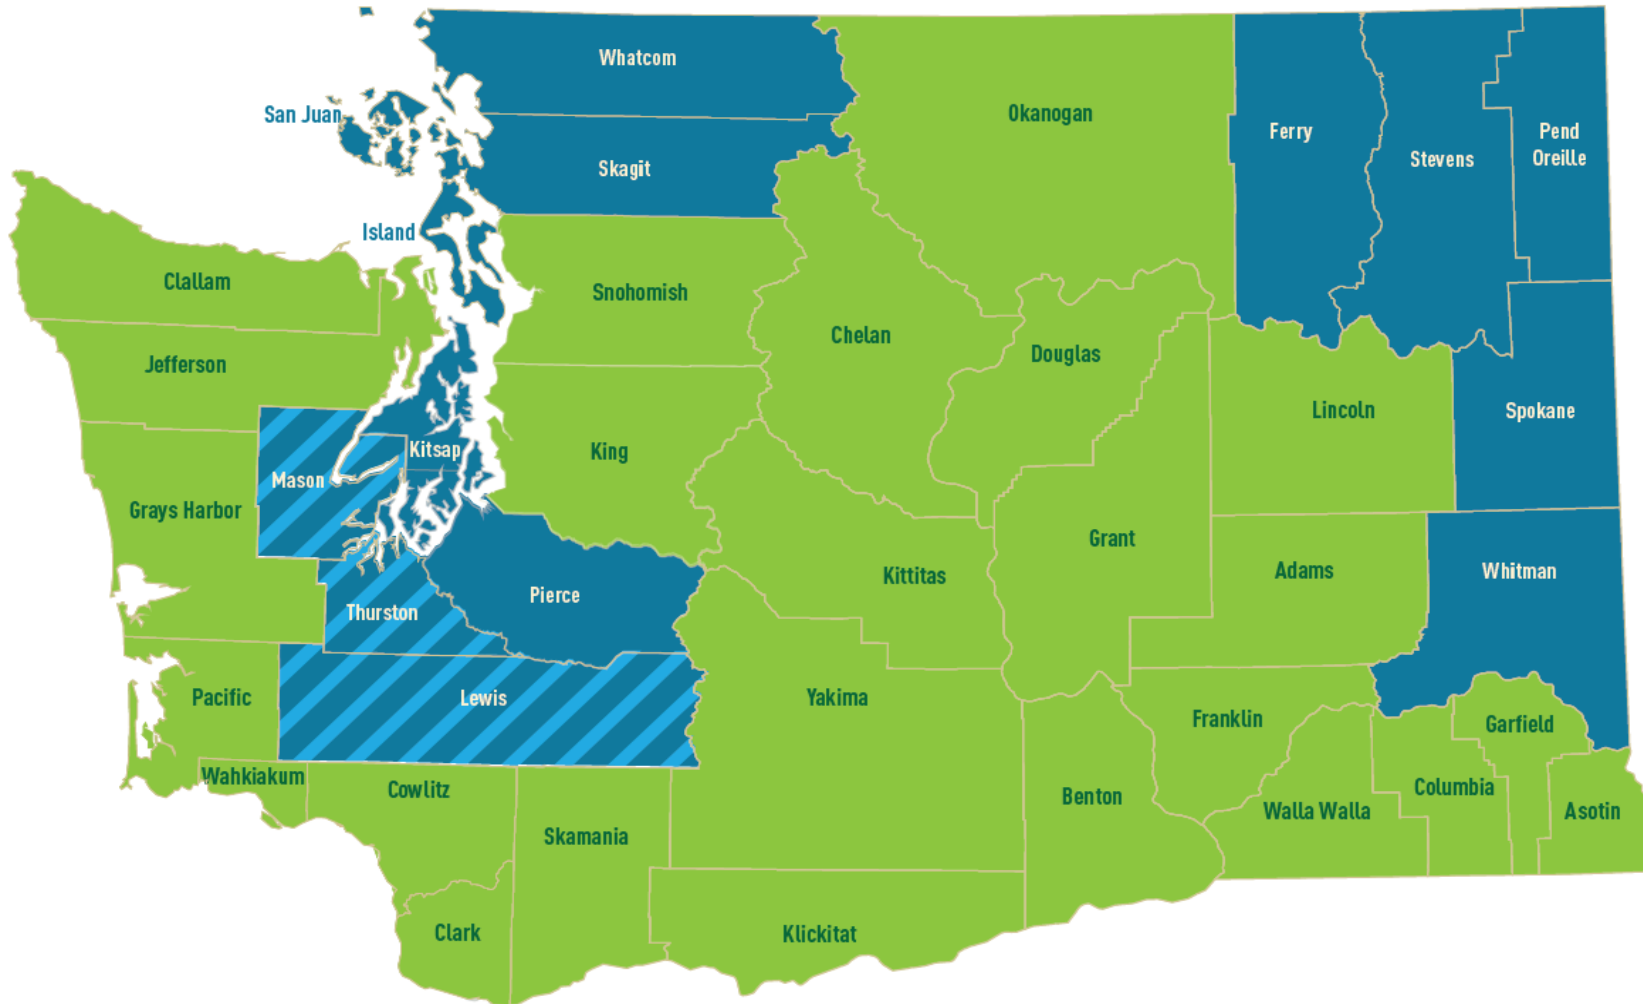 Whatcom
San Juan
Okanogan
Ferry
Pend
Oreille
Stevens
Skagit
Island
Clallam
Snohomish
Chelan
Douglas
Jefferson
Lincoln
Spokane
Kitsap
King
Mason
Grays Harbor
Grant
Kittitas
Adams
Whitman
Pierce
Thurston
Pacific
Lewis
Yakima
Franklin
Garfield
Wahkiakum
Cowlitz
Benton
Columbia
Walla Walla
Asotin
Skamania
Clark
Klickitat